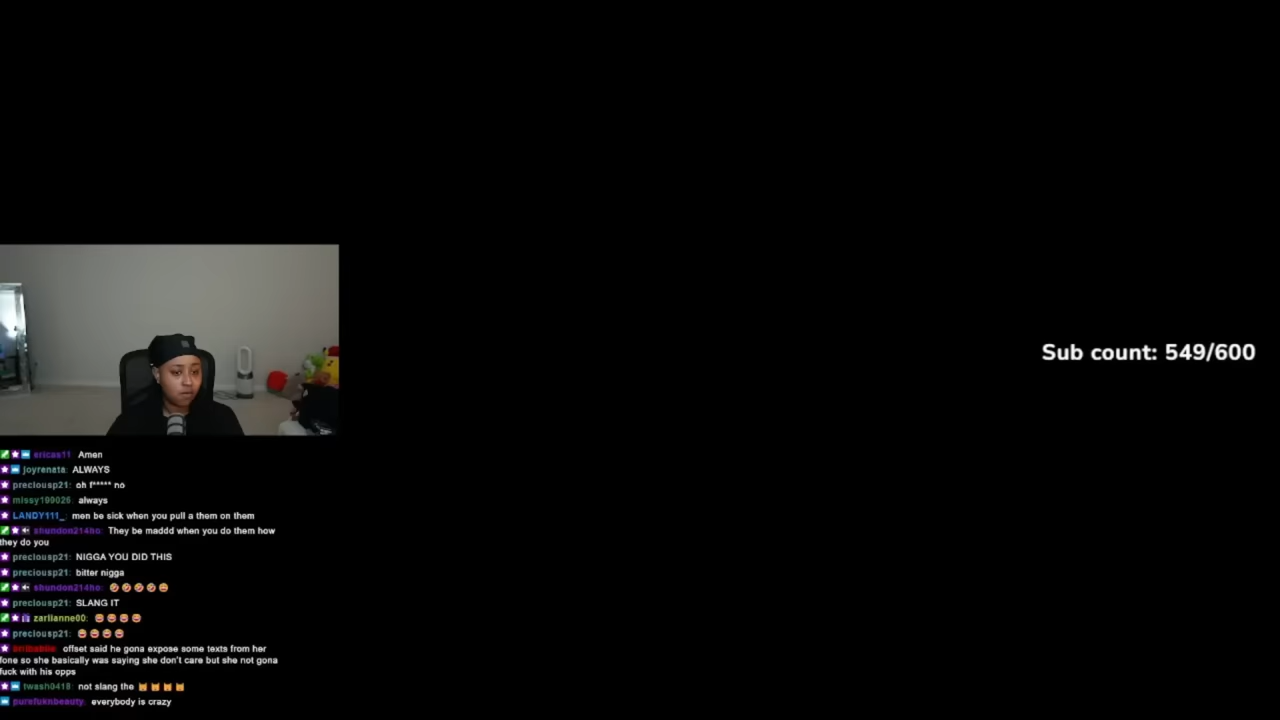 Sub count: 549/600
ericas11: Amen
joyrenata: ALWAYS
preciousp21: oh f***** no
missy199026: always
LANDY111_: men be sick when you pull a them on them
shundon214ho: They be maddd when you do them how
they do you
preciousp21: NIGGA YOU DID THIS
preciousp21: bitter nigga
shundon214ho:
preciousp21: SLANG IT
zarlianne00:
preciousp21:
offset said he gona expose some texts from her
fone so she basically was saying she don't care but she not gona
fuck with his opps
twash0418: not slang the
purefuknbeauty: everybody is crazy